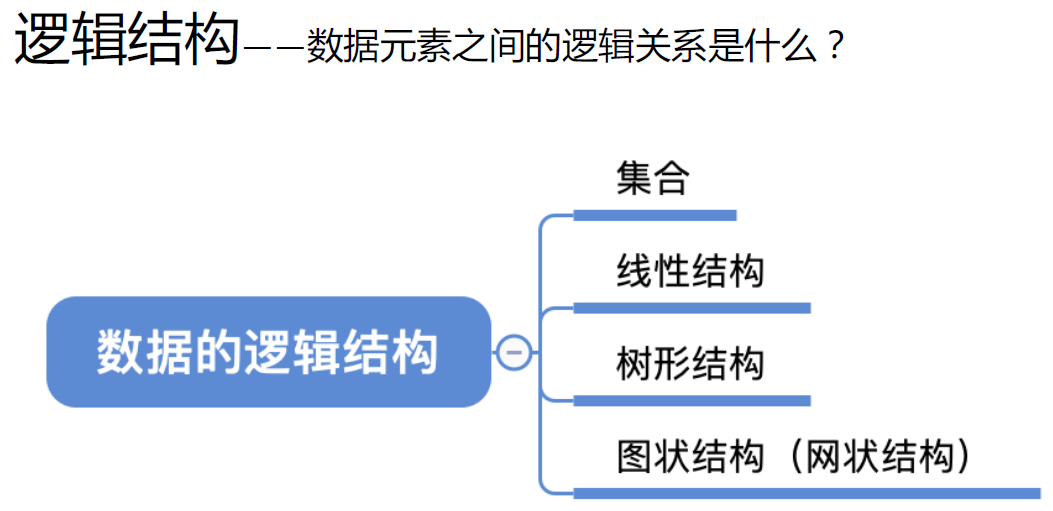 逻辑结构——数据元素之间的逻辑关系是什么？
集合
线性结构
数据的逻辑结构
树形结构
图状结构（网状结构）